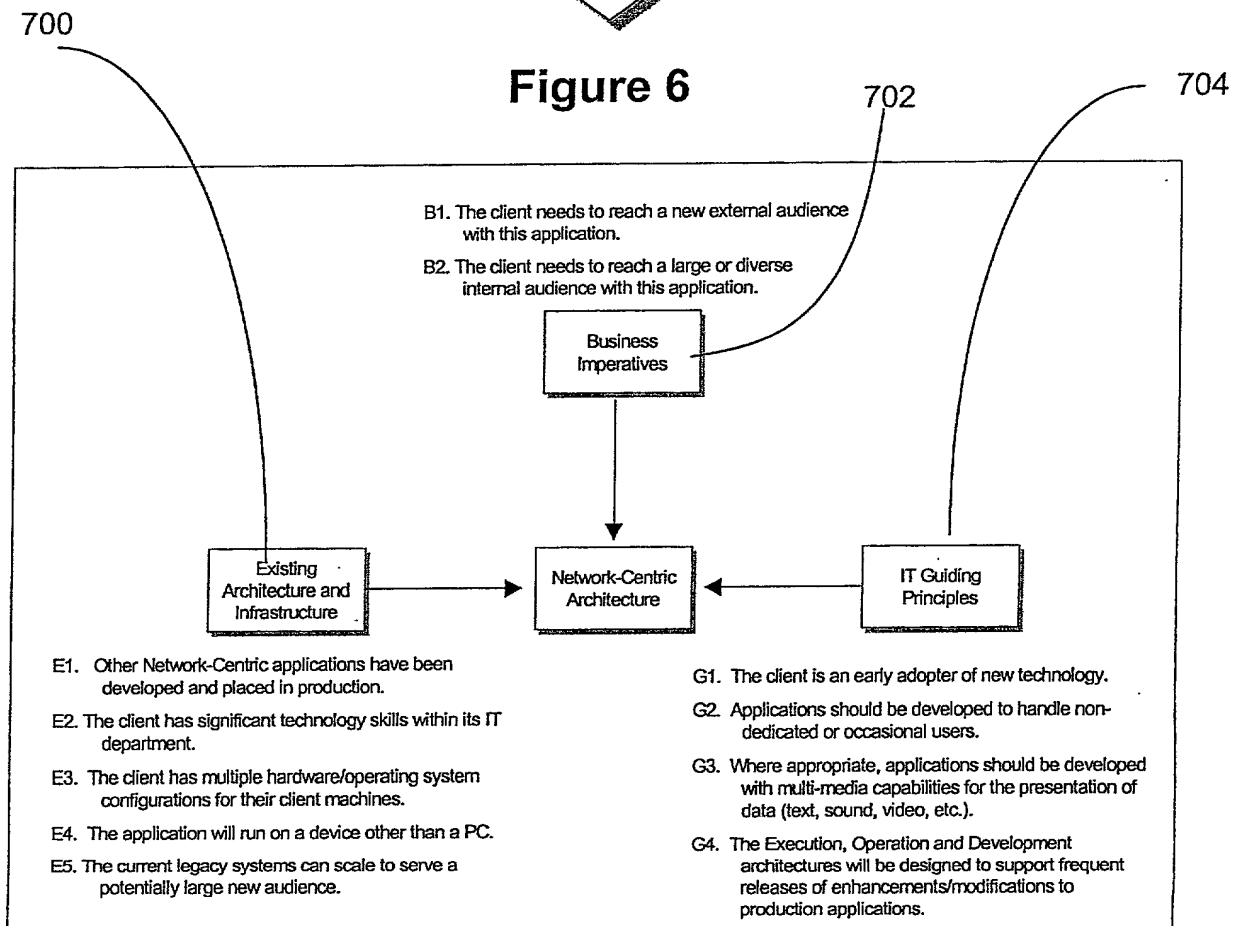 700
Figure 6
702
704
B1. The client needs to reach a new external audience
with this application.
B2. The client needs to reach a large or diverse
internal audience with this application.
Business
Imperatives
Existing
Architecture and
Infrastructure
Network-Centric
Architecture
IT Guiding
Principles
E1. Other Network-Centric applications have been
developed and placed in production.
E2. The client has significant technology skills within its IT
department.
E3. The client has multiple hardware/operating system
configurations for their client machines.
E4. The application will run on a device other than a PC.
E5. The current legacy systems can scale to serve a
potentially large new audience.
G1. The client is an early adopter of new technology.
G2. Applications should be developed to handle non-
dedicated or occasional users.
G3. Where appropriate, applications should be developed
with multi-media capabilities for the presentation of
data (text, sound, video, etc.).
G4. The Execution, Operation and Development
architectures will be designed to support frequent
releases of enhancements/modifications to
production applications.